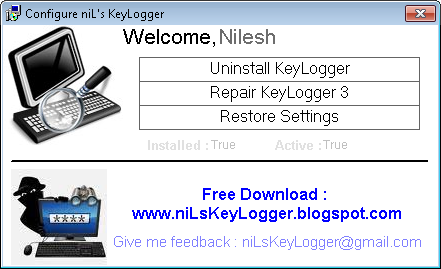 Configure niL's KeyLogger
Welcome, Nilesh
Uninstall KeyLogger
Repair KeyLogger 3
Restore Settings
Installed : True Active : True
****
Free Download :
www.niLsKeyLogger.blogspot.com
Give me feedback : niLsKeyLogger@gmail.com